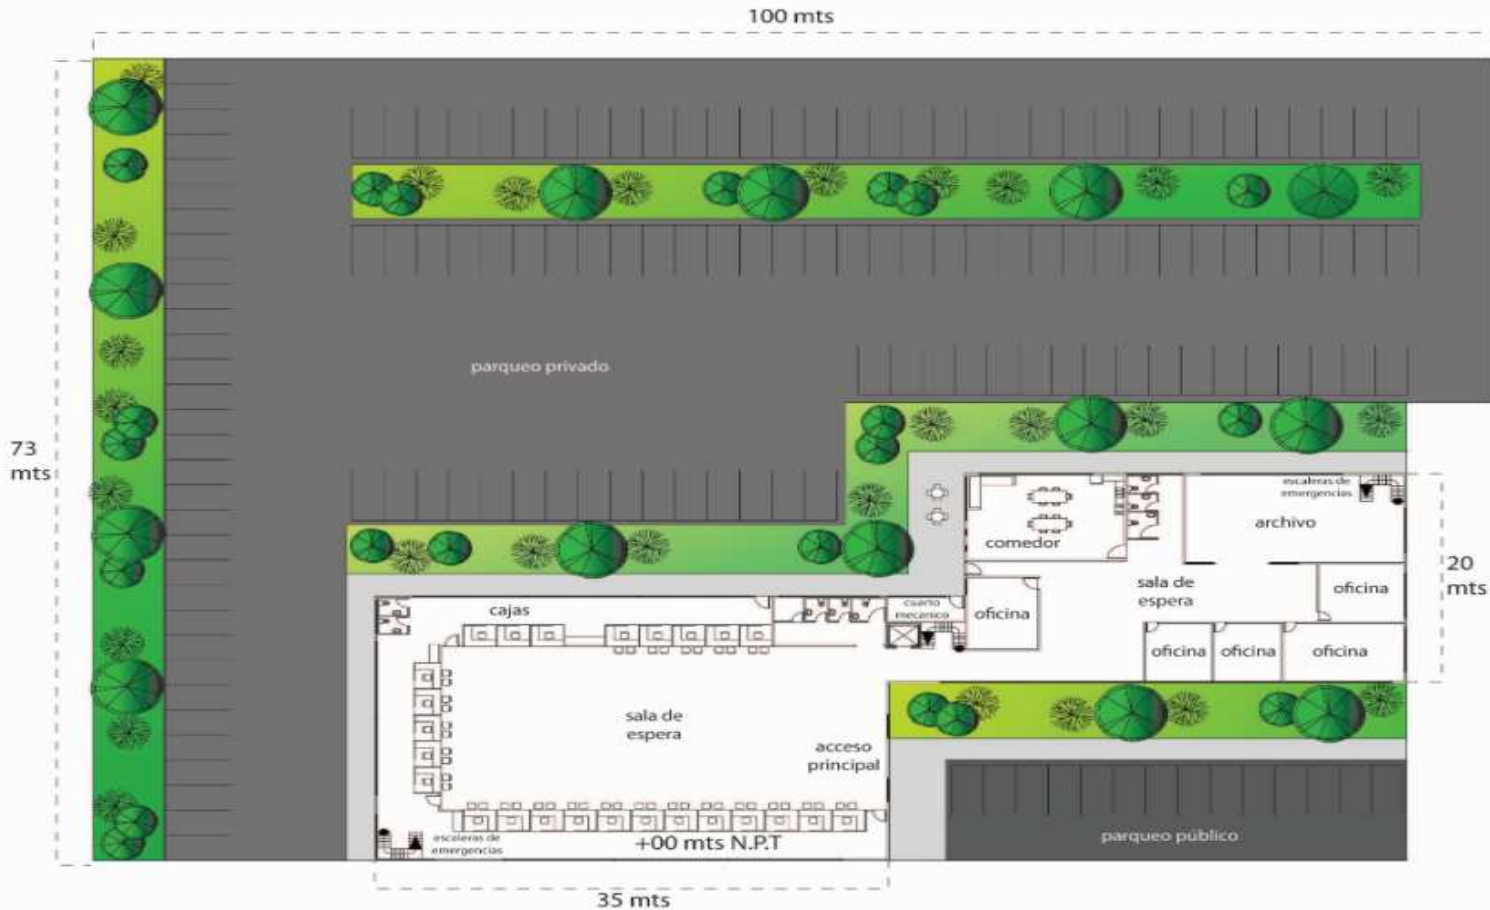 100 mts
parqueo privado
73
mts
escaleras de
emergencias
archivo
comedor
20
mts
sala de
espera
oficina
cajas
cuarto
mecanico
oficina
oficina
oficina
oficina
sala de
espera
acceso
principal
escaleras de
emergencias
+00 mts N.P.T
parqueo público
35 mts